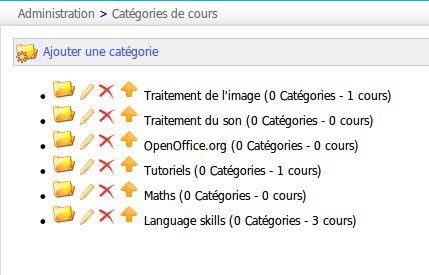 Administration > Catégories de cours
Ajouter une catégorie
Traitement de l'image (0 Catégories - 1 cours)
Traitement du son (0 Catégories - 0 cours)
OpenOffice.org (0 Catégories - 0 cours)
Tutoriels (0 Catégories - 1 cours)
Maths (0 Catégories - 0 cours)
Language skills (0 Catégories - 3 cours)